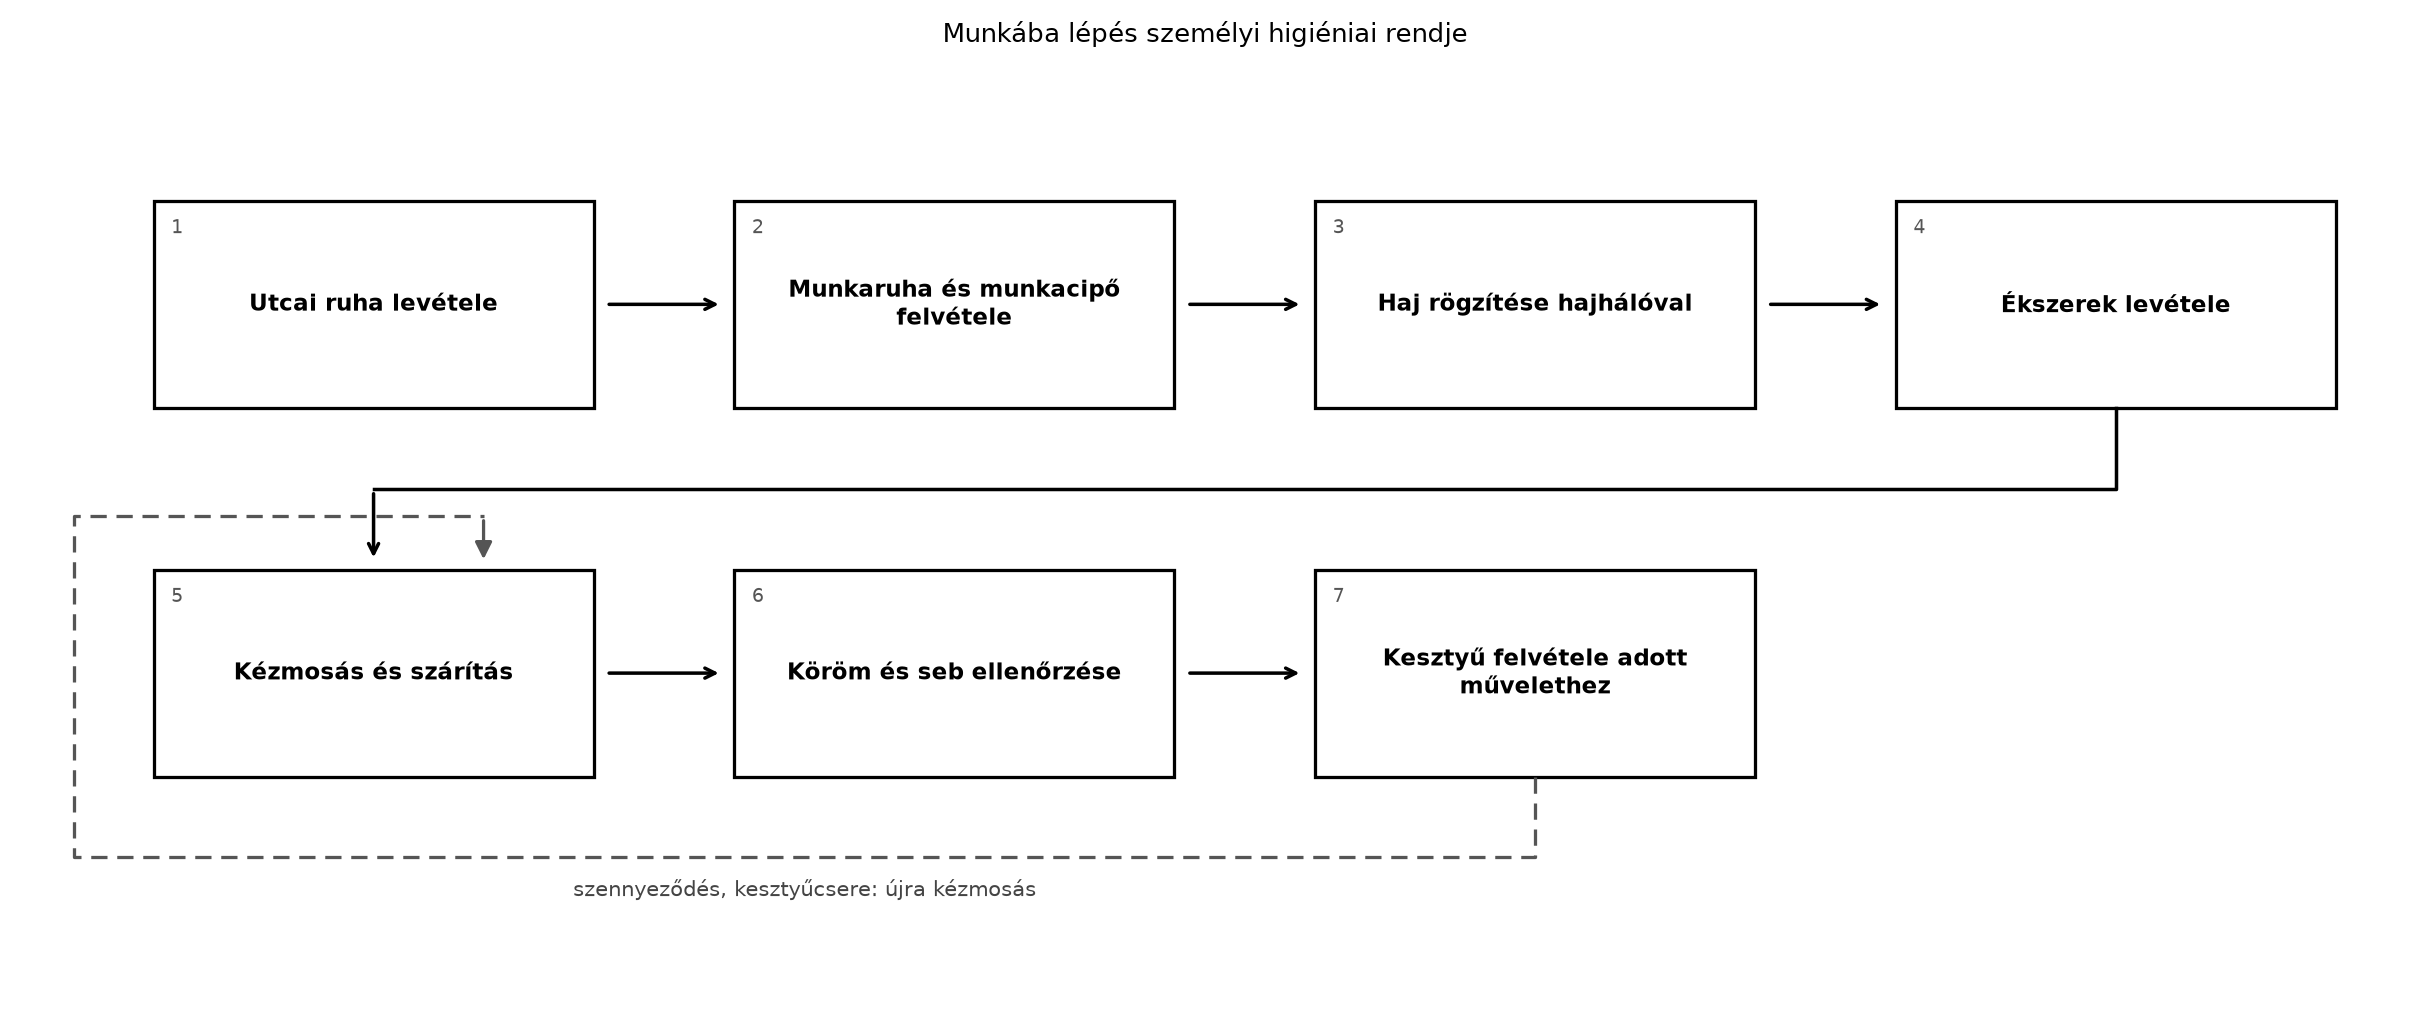 Munkába lépés személyi higiéniai rendje
1
Utcai ruha levétele
2
Munkaruha és munkacipő
felvétele
3
Haj rögzítése hajhálóval
4
Ékszerek levétele
5
Kézmosás és szárítás
6
Köröm és seb ellenőrzése
7
Kesztyű felvétele adott
művelethez
szennyeződés, kesztyűcsere: újra kézmosás